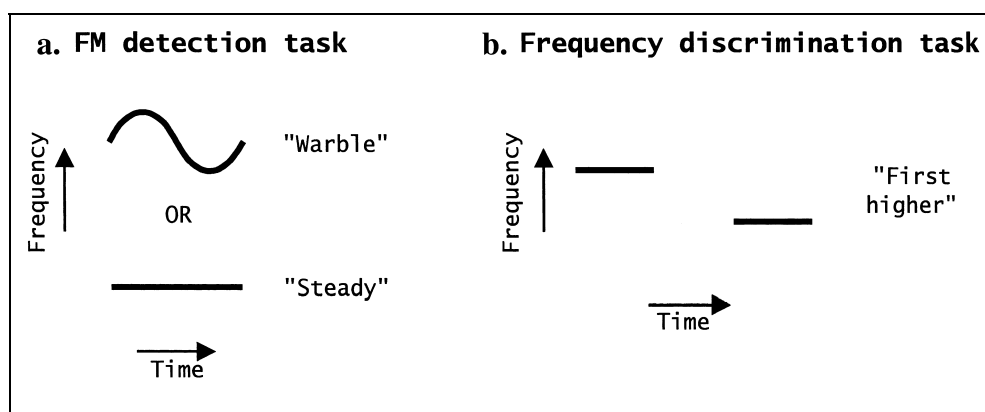 a. FM detection task
Frequency
"Warble"
OR
"Steady"
Time
b. Frequency discrimination task
Frequency
"First
higher"
Time